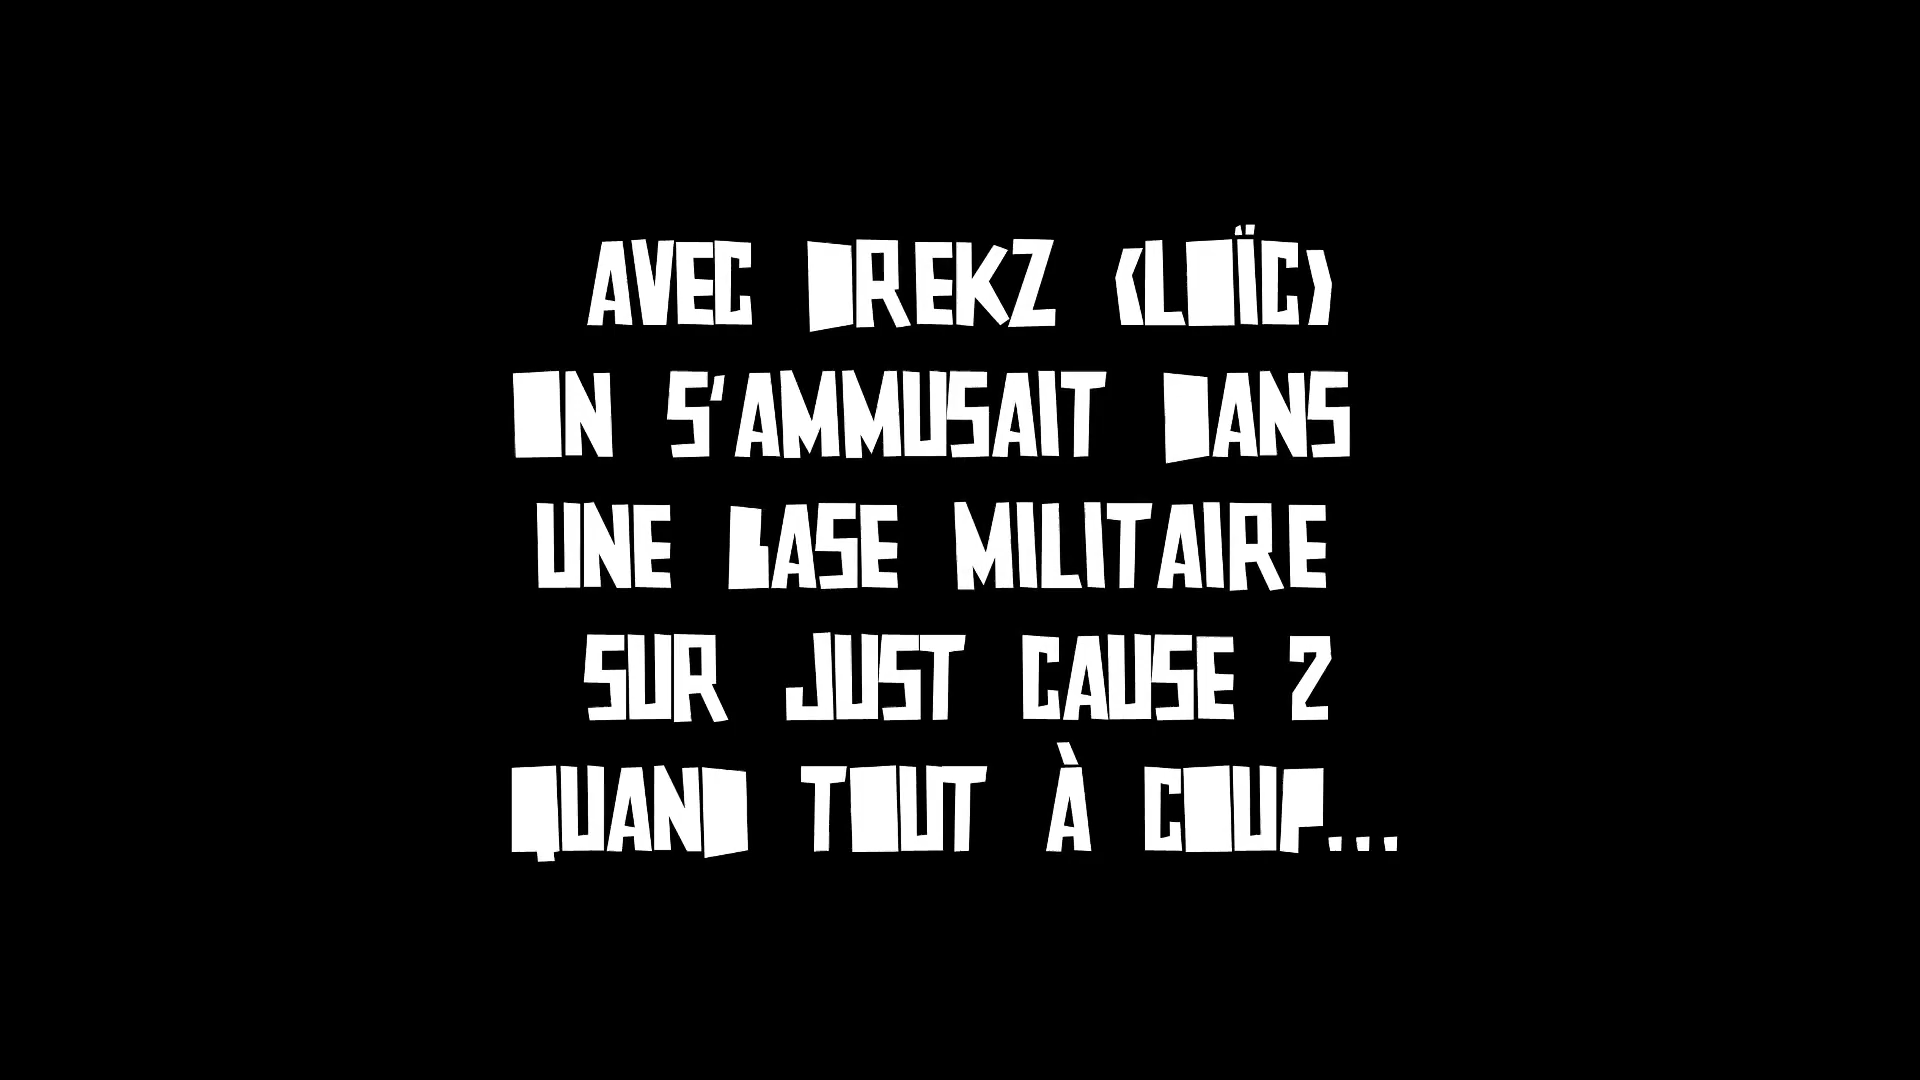 AVEC DREKZ (LOÏC)
ON S'AMMUSAIT DANS
UNE BASE MILITAIRE
SUR JUST CAUSE 2
QUAND TOUT À COUP...